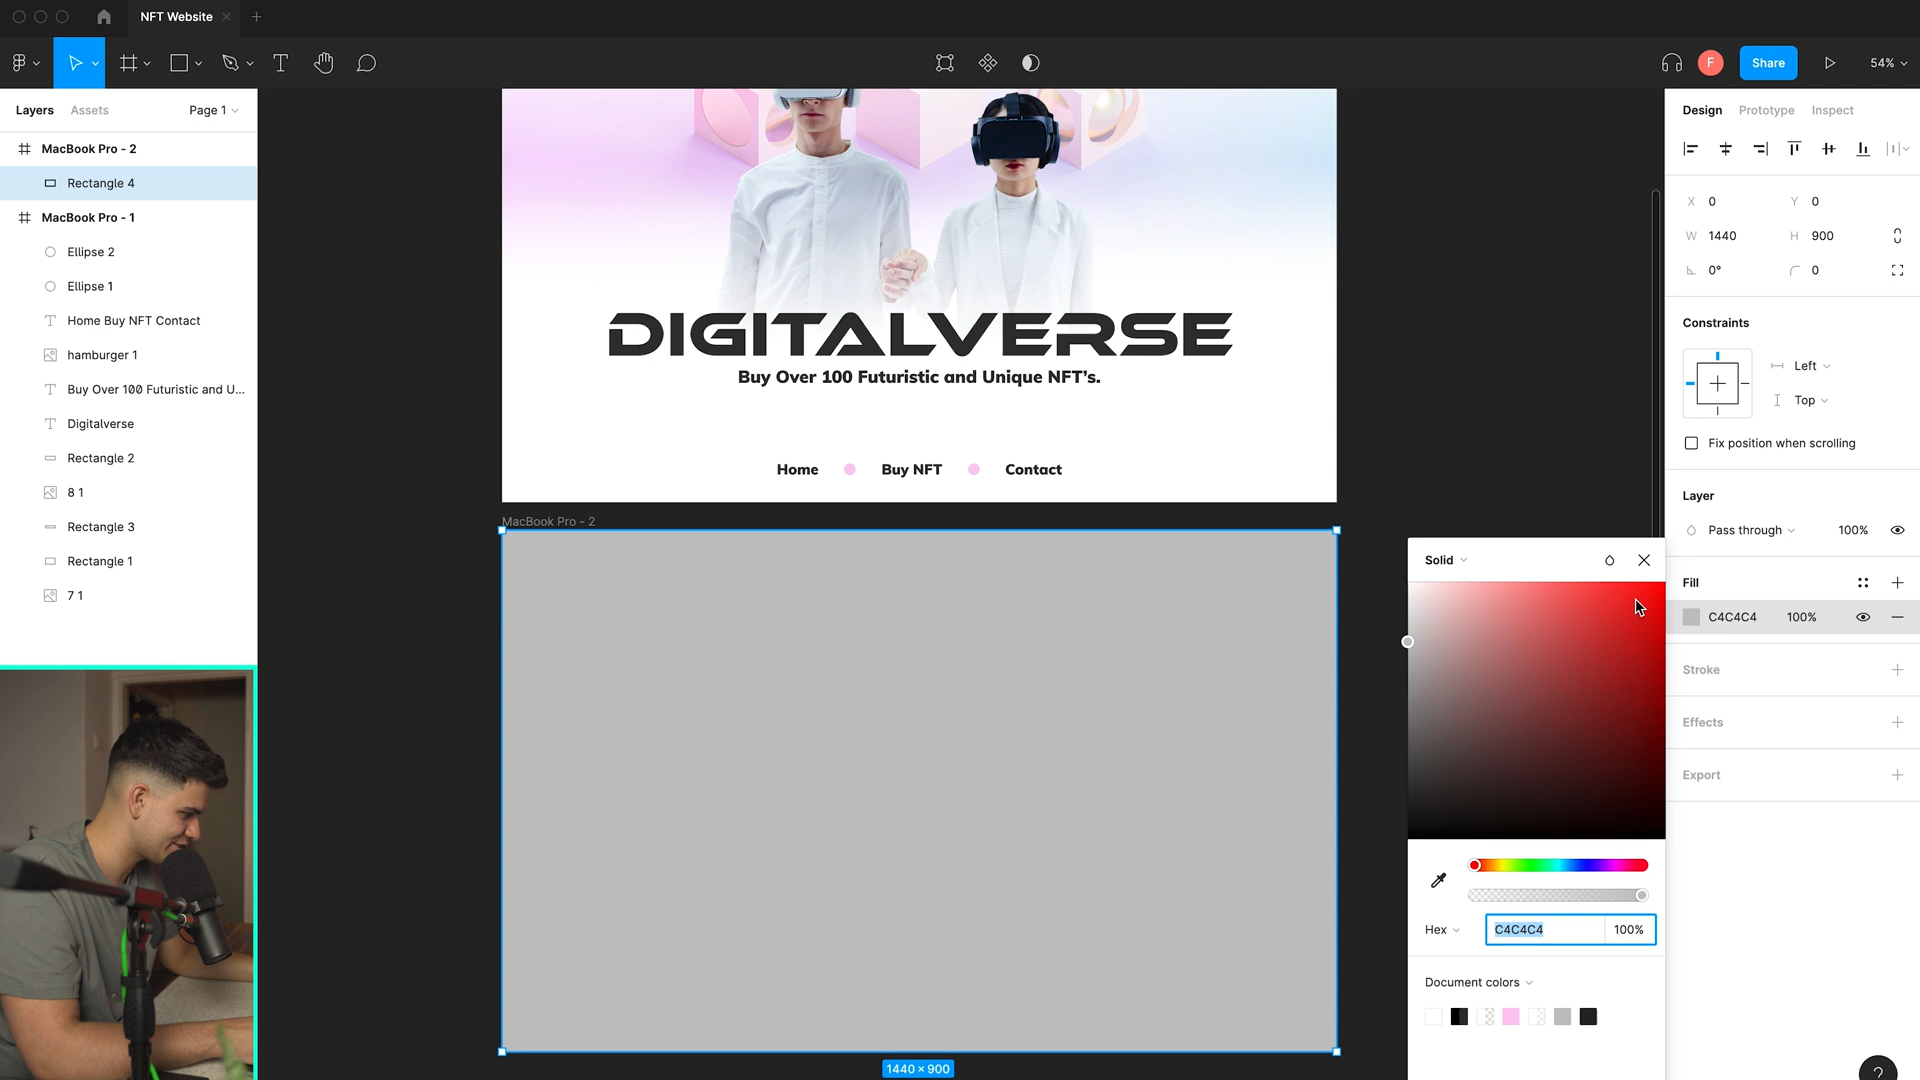 NFT Website
Share
F
54%
Layers
Assets
Page 1
MacBook Pro - 2
Rectangle 4
MacBook Pro - 1
Ellipse 2
Ellipse 1
Home Buy NFT Contact
hamburger 1
Buy Over 100 Futuristic and U...
Digitalverse
Rectangle 2
8 1
Rectangle 3
Rectangle 1
7 1
DIGITALVERSE
Buy Over 100 Futuristic and Unique NFT's.
Home
Buy NFT
Contact
MacBook Pro - 2
1440 × 900
Solid
Hex
C4C4C4
100%
Document colors
Design
Prototype
Inspect
X 0
Y 0
W 1440
H 900
0°
0
Constraints
Left
Top
Fix position when scrolling
Layer
Pass through
100%
Fill
C4C4C4
100%
Stroke
Effects
Export
?